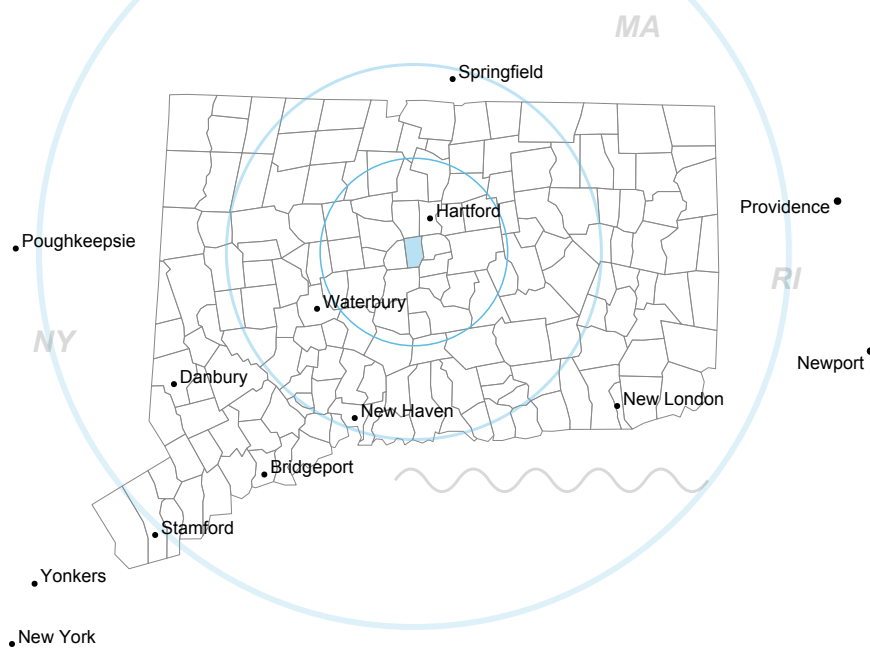 MA
Springfield
Providence
Hartford
Poughkeepsie
RI
Waterbury
NY
Newport
Danbury
New London
New Haven
Bridgeport
Stamford
Yonkers
New York